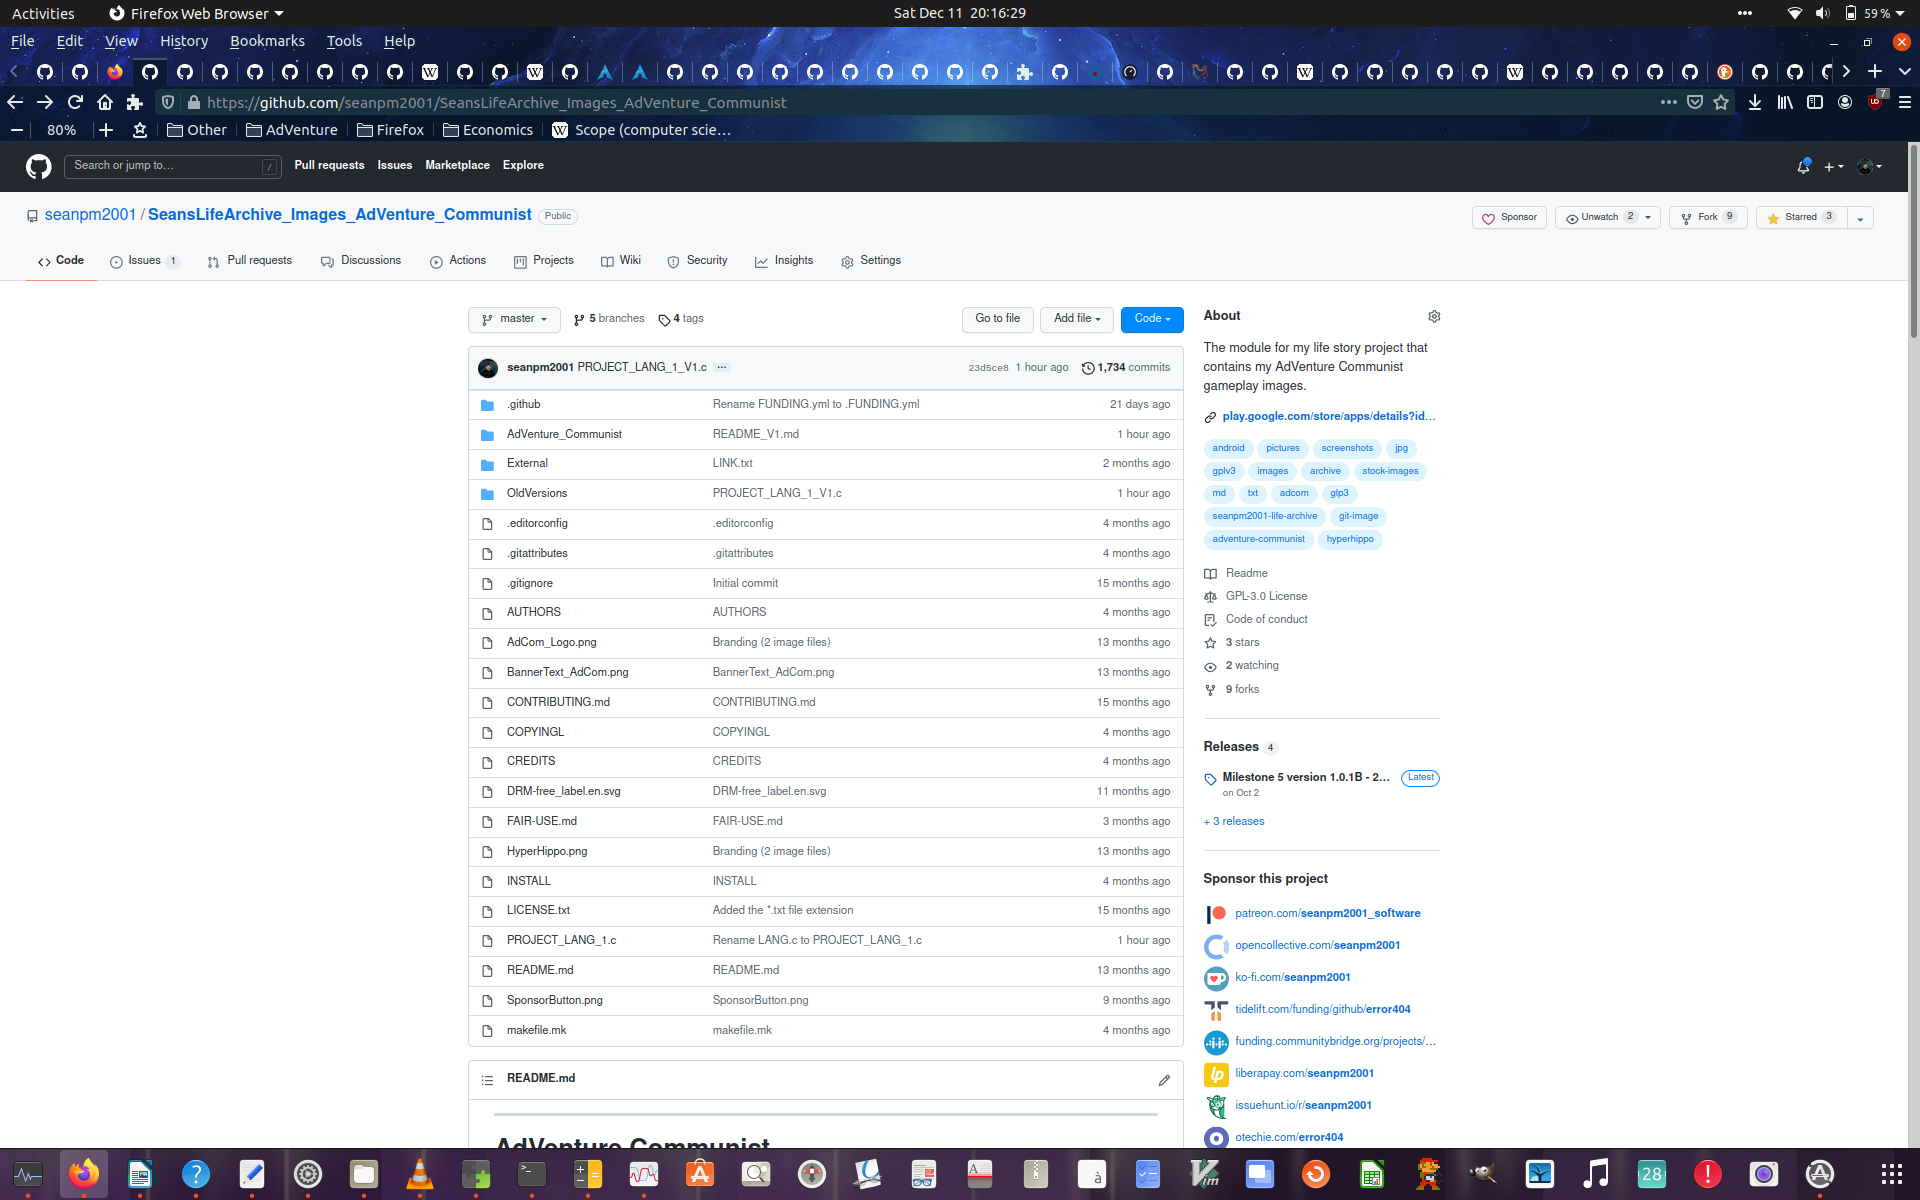 Activities Firefox Web Browser Sat Dec 11 20:16:29 59 %
File Edit View History Bookmarks Tools Help
https://github.com/seanpm2001/SeansLifeArchive_Images_AdVenture_Communist 7
80% Other AdVenture Firefox Economics Scope (computer scie…
Search or jump to… / Pull requests Issues Marketplace Explore
seanpm2001 / SeansLifeArchive_Images_AdVenture_Communist Public Sponsor Unwatch 2 Fork 9 Starred 3
Code Issues 1 Pull requests Discussions Actions Projects Wiki Security Insights Settings
master 5 branches 4 tags Go to file Add file Code
seanpm2001 PROJECT_LANG_1_V1.c ... 23d5ce8 1 hour ago 1,734 commits
.github Rename FUNDING.yml to .FUNDING.yml 21 days ago
AdVenture_Communist README_V1.md 1 hour ago
External LINK.txt 2 months ago
OldVersions PROJECT_LANG_1_V1.c 1 hour ago
.editorconfig .editorconfig 4 months ago
.gitattributes .gitattributes 4 months ago
.gitignore Initial commit 15 months ago
AUTHORS AUTHORS 4 months ago
AdCom_Logo.png Branding (2 image files) 13 months ago
BannerText_AdCom.png BannerText_AdCom.png 13 months ago
CONTRIBUTING.md CONTRIBUTING.md 15 months ago
COPYINGL COPYINGL 4 months ago
CREDITS CREDITS 4 months ago
DRM-free_label.en.svg DRM-free_label.en.svg 11 months ago
FAIR-USE.md FAIR-USE.md 3 months ago
HyperHippo.png Branding (2 image files) 13 months ago
INSTALL INSTALL 4 months ago
LICENSE.txt Added the *.txt file extension 15 months ago
PROJECT_LANG_1.c Rename LANG.c to PROJECT_LANG_1.c 1 hour ago
README.md README.md 13 months ago
SponsorButton.png SponsorButton.png 9 months ago
makefile.mk makefile.mk 4 months ago
README.md
AdVenture Communist
About
The module for my life story project that
contains my AdVenture Communist
gameplay images.
play.google.com/store/apps/details?id…
android pictures screenshots jpg
gplv3 images archive stock-images
md txt adcom glp3
seanpm2001-life-archive git-image
adventure-communist hyperhippo
Readme
GPL-3.0 License
Code of conduct
3 stars
2 watching
9 forks
Releases 4
Milestone 5 version 1.0.1B - 2… Latest
on Oct 2
+ 3 releases
Sponsor this project
patreon.com/seanpm2001_software
opencollective.com/seanpm2001
ko-fi.com/seanpm2001
tidelift.com/funding/github/error404
funding.communitybridge.org/projects/…
liberapay.com/seanpm2001
issuehunt.io/r/seanpm2001
otechie.com/error404
28